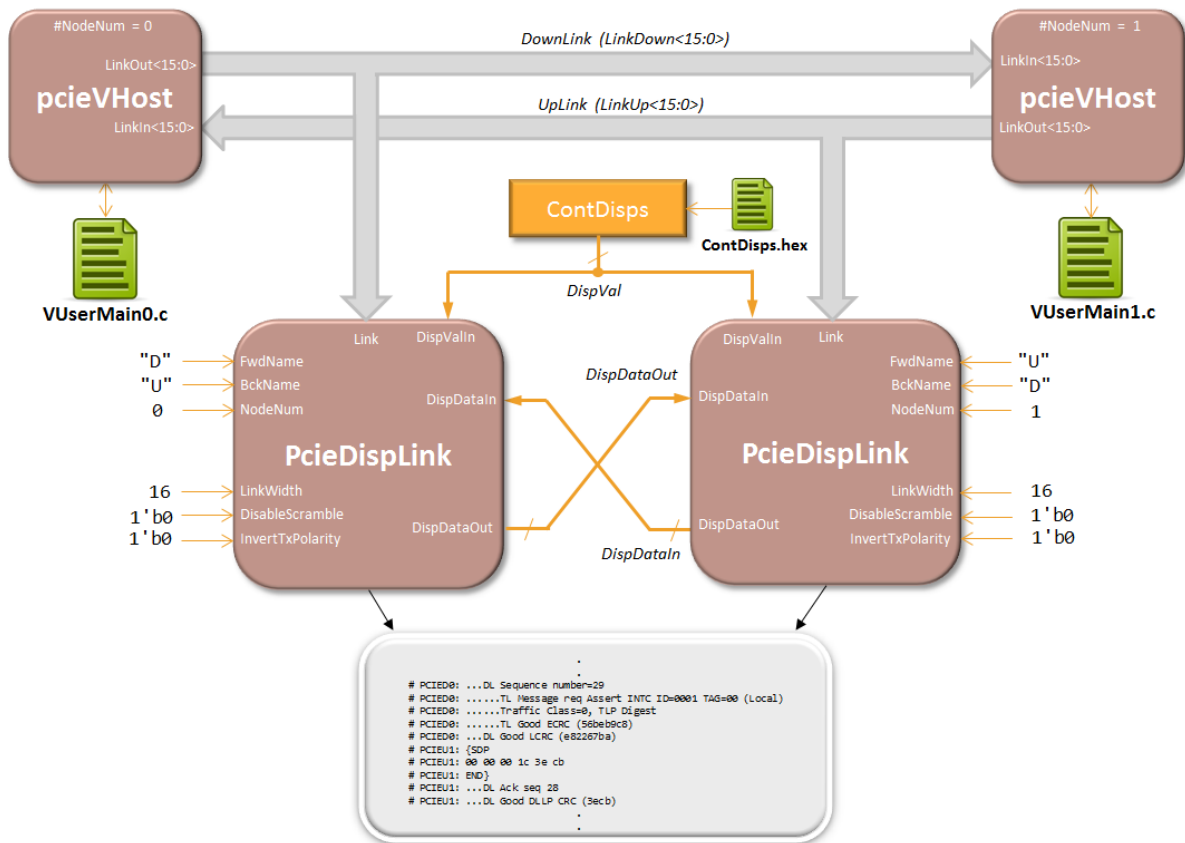 #NodeNum = 0
LinkOut<15:0>
pcieVHost
LinkIn<15:0>
DownLink (LinkDown<15:0>)
UpLink (LinkUp<15:0>)
#NodeNum = 1
LinkIn<15:0>
pcieVHost
LinkOut<15:0>
VUserMain0.c
ContDisps
ContDisps.hex
DispVal
VUserMain1.c
Link
DispValIn
"D"
FwdName
"U"
BckName
0
NodeNum
DispDataIn
PcieDispLink
16
LinkWidth
1'b0
DisableScramble
1'b0
InvertTxPolarity
DispDataOut
DispDataOut
DispDataIn
DispValIn
Link
FwdName
"U"
BckName
"D"
DispDataIn
NodeNum
1
PcieDispLink
LinkWidth
16
DisableScramble
1'b0
DispDataOut
InvertTxPolarity
1'b0
.
.
# PCIED0: ...DL Sequence number=29
# PCIED0: ......TL Message req Assert INTC ID=0001 TAG=00 (Local)
# PCIED0: ......Traffic Class=0, TLP Digest
# PCIED0: ......TL Good ECRC (56beb9c8)
# PCIED0: ...DL Good LCRC (e82267ba)
# PCIEU1: {SDP
# PCIEU1: 00 00 00 1c 3e cb
# PCIEU1: END}
# PCIEU1: ...DL Ack seq 28
# PCIEU1: ...DL Good DLLP CRC (3ecb)
.
.